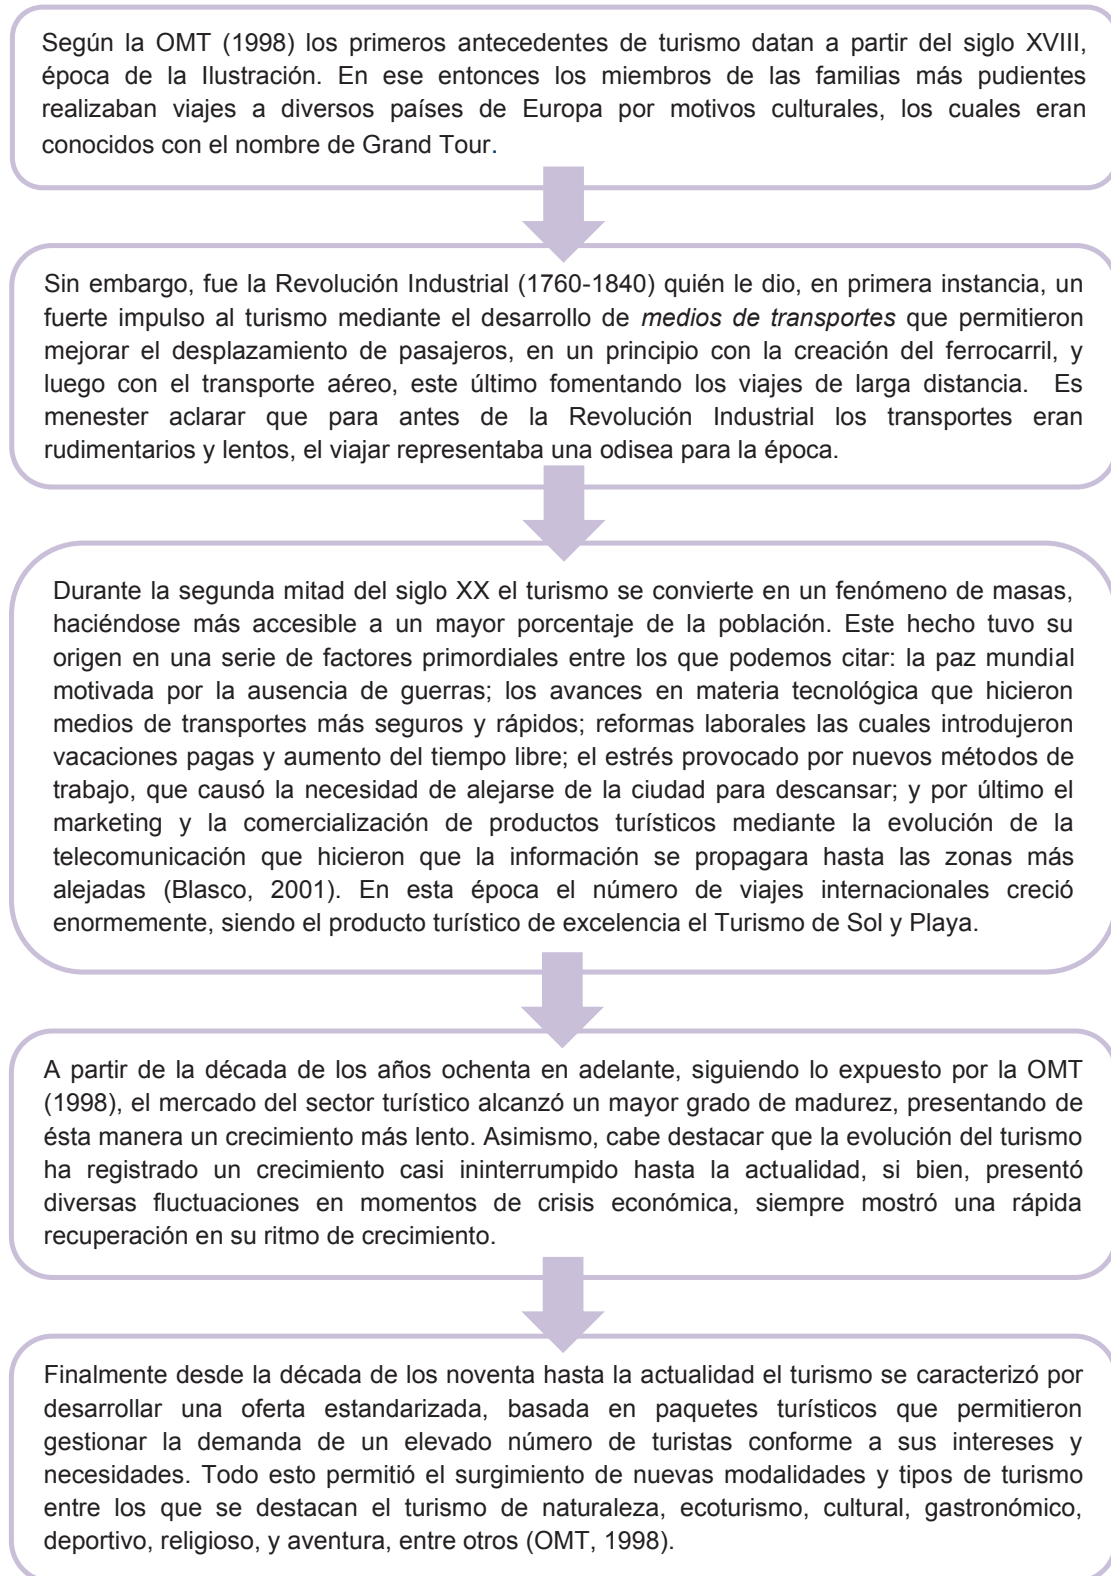 Según la OMT (1998) los primeros antecedentes de turismo datan a partir del siglo XVIII,
época de la Ilustración. En ese entonces los miembros de las familias más pudientes
realizaban viajes a diversos países de Europa por motivos culturales, los cuales eran
conocidos con el nombre de Grand Tour.
Sin embargo, fue la Revolución Industrial (1760-1840) quién le dio, en primera instancia, un
fuerte impulso al turismo mediante el desarrollo de medios de transportes que permitieron
mejorar el desplazamiento de pasajeros, en un principio con la creación del ferrocarril, y
luego con el transporte aéreo, este último fomentando los viajes de larga distancia. Es
menester aclarar que para antes de la Revolución Industrial los transportes eran
rudimentarios y lentos, el viajar representaba una odisea para la época.
Durante la segunda mitad del siglo XX el turismo se convierte en un fenómeno de masas,
haciéndose más accesible a un mayor porcentaje de la población. Este hecho tuvo su
origen en una serie de factores primordiales entre los que podemos citar: la paz mundial
motivada por la ausencia de guerras; los avances en materia tecnológica que hicieron
medios de transportes más seguros y rápidos; reformas laborales las cuales introdujeron
vacaciones pagas y aumento del tiempo libre; el estrés provocado por nuevos métodos de
trabajo, que causó la necesidad de alejarse de la ciudad para descansar; y por último el
marketing y la comercialización de productos turísticos mediante la evolución de la
telecomunicación que hicieron que la información se propagara hasta las zonas más
alejadas (Blasco, 2001). En esta época el número de viajes internacionales creció
enormemente, siendo el producto turístico de excelencia el Turismo de Sol y Playa.
A partir de la década de los años ochenta en adelante, siguiendo lo expuesto por la OMT
(1998), el mercado del sector turístico alcanzó un mayor grado de madurez, presentando de
ésta manera un crecimiento más lento. Asimismo, cabe destacar que la evolución del turismo
ha registrado un crecimiento casi ininterrumpido hasta la actualidad, si bien, presentó
diversas fluctuaciones en momentos de crisis económica, siempre mostró una rápida
recuperación en su ritmo de crecimiento.
Finalmente desde la década de los noventa hasta la actualidad el turismo se caracterizó por
desarrollar una oferta estandarizada, basada en paquetes turísticos que permitieron
gestionar la demanda de un elevado número de turistas conforme a sus intereses y
necesidades. Todo esto permitió el surgimiento de nuevas modalidades y tipos de turismo
entre los que se destacan el turismo de naturaleza, ecoturismo, cultural, gastronómico,
deportivo, religioso, y aventura, entre otros (OMT, 1998).